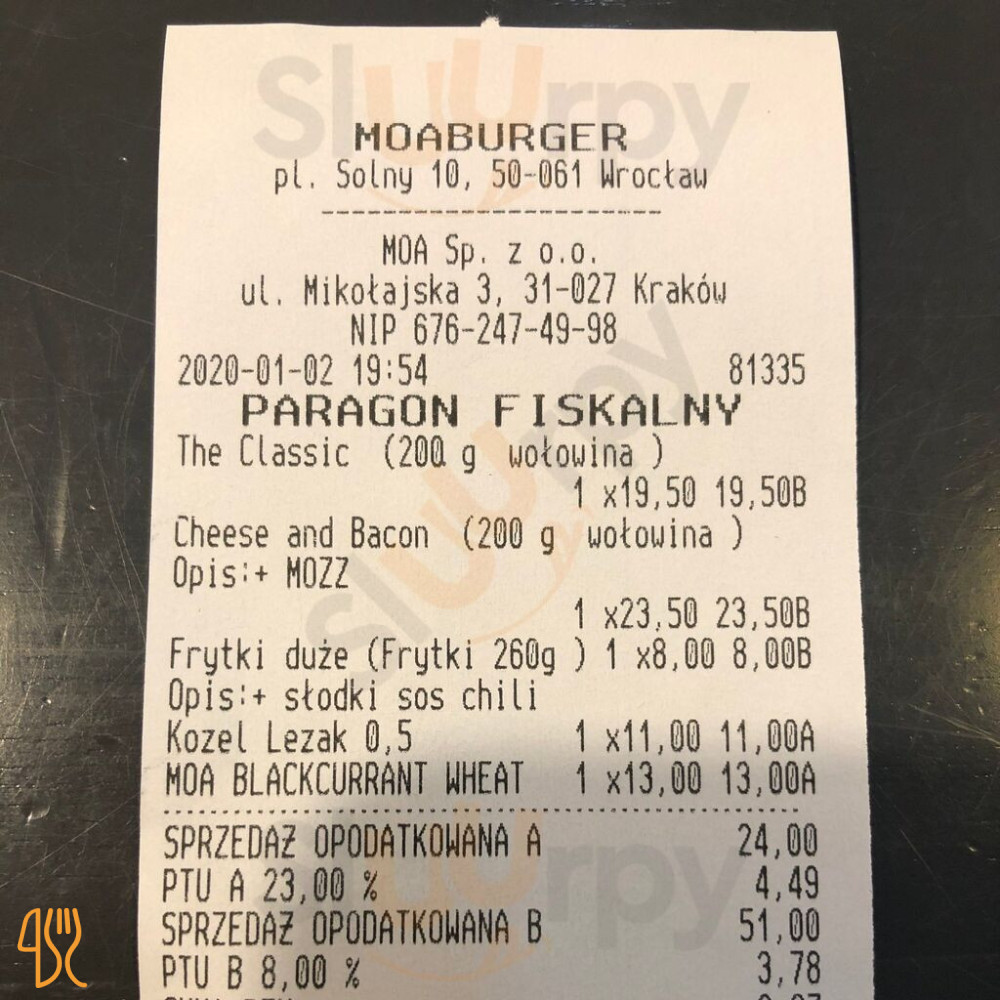 MOABURGER
pl. Solny 10, 50-061 Wrocław
MOA Sp. z o.o.
ul. Mikołajska 3, 31-027 Kraków
NIP 676-247-49-98
2020-01-02 19:54 81335
PARAGON FISKALNY
The Classic (200 g wołowina )
1 x19,50 19,50B
Cheese and Bacon (200 g wołowina )
Opis:+ MOZZ
1 x23,50 23,50B
Frytki duże (Frytki 260g ) 1 x8,00 8,00B
Opis:+ słodki sos chili
Kozel Lezak 0,5 1 x11,00 11,00A
MOA BLACKCURRANT WHEAT 1 x13,00 13,00A
SPRZEDAŻ OPODATKOWANA A 24,00
PTU A 23,00 % 4,49
SPRZEDAŻ OPODATKOWANA B 51,00
PTU B 8,00 % 3,78
Sluurpy
Sluurpy
Sluurpy